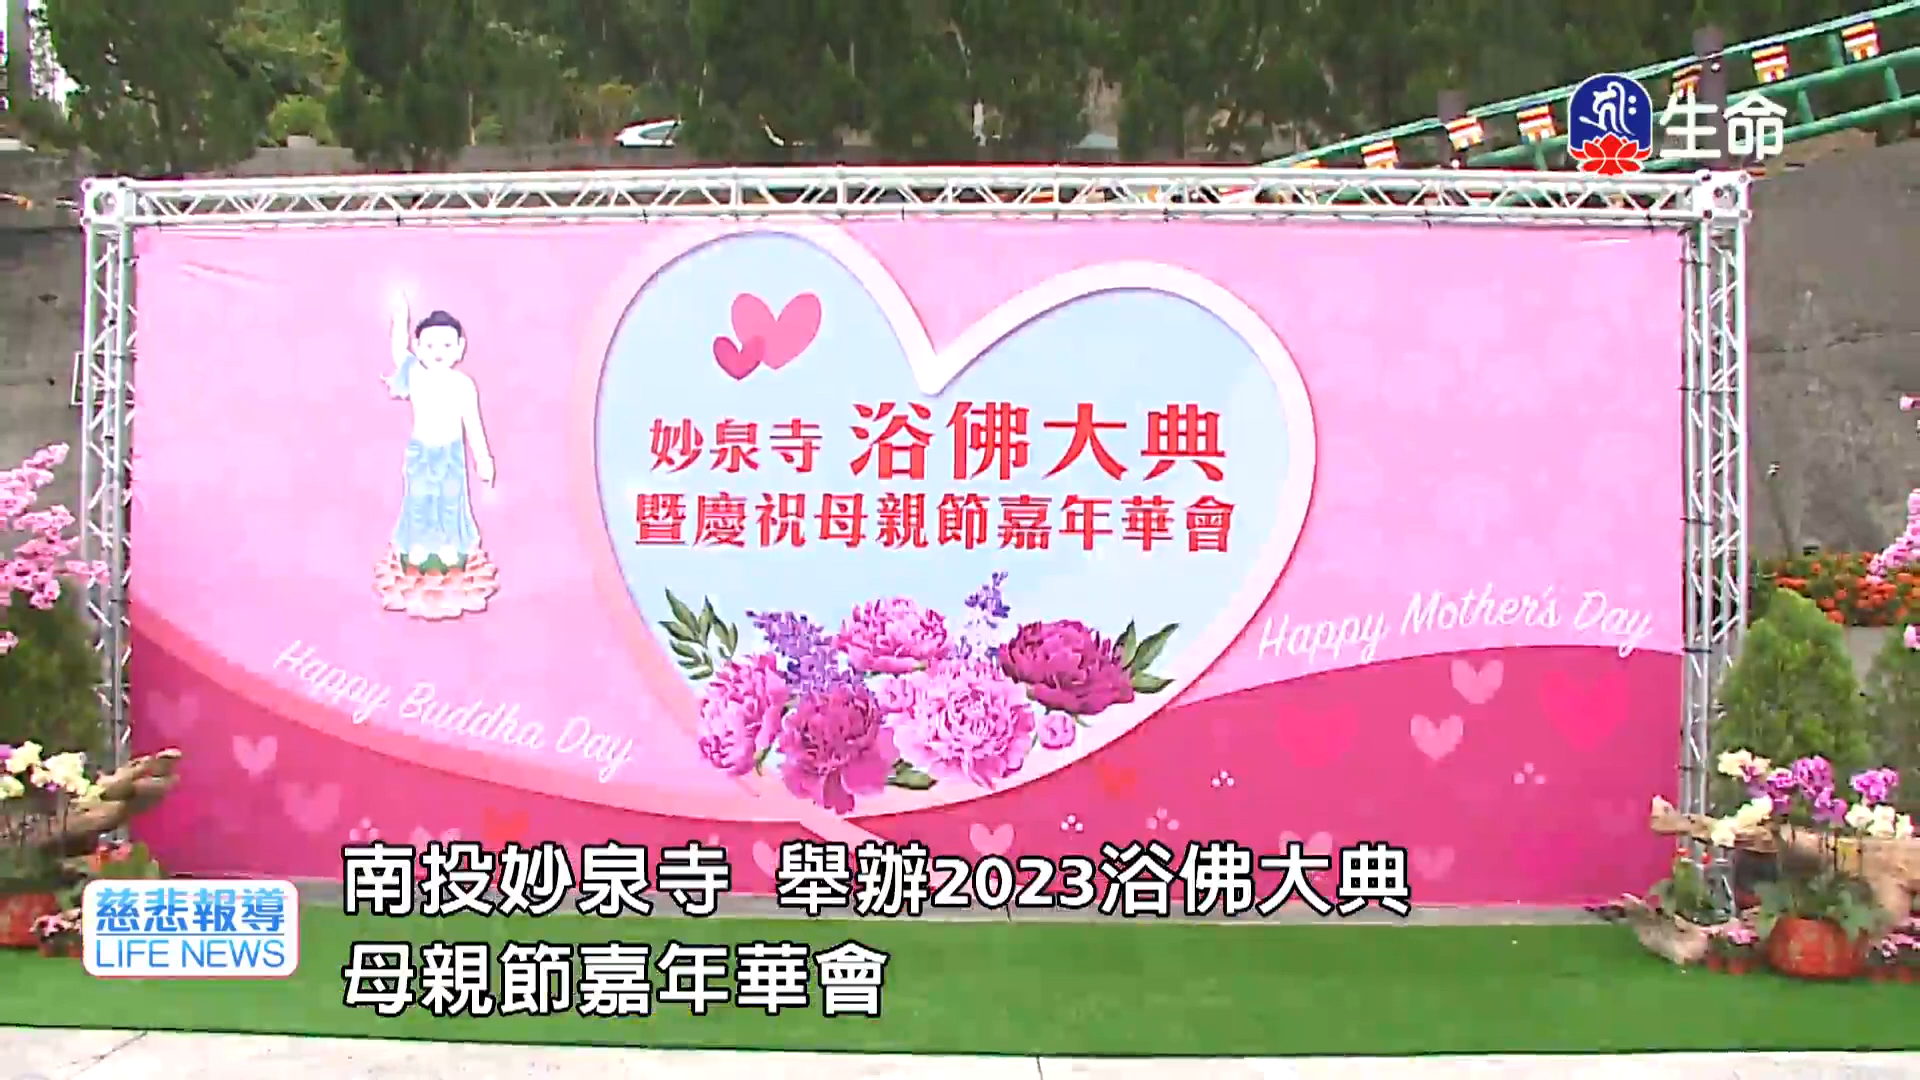 生命
妙泉寺 浴佛大典
暨慶祝母親節嘉年華會
Happy Buddha Day
Happy Mother's Day
南投妙泉寺 舉辦2023浴佛大典
母親節嘉年華會
慈悲報導
LIFE NEWS